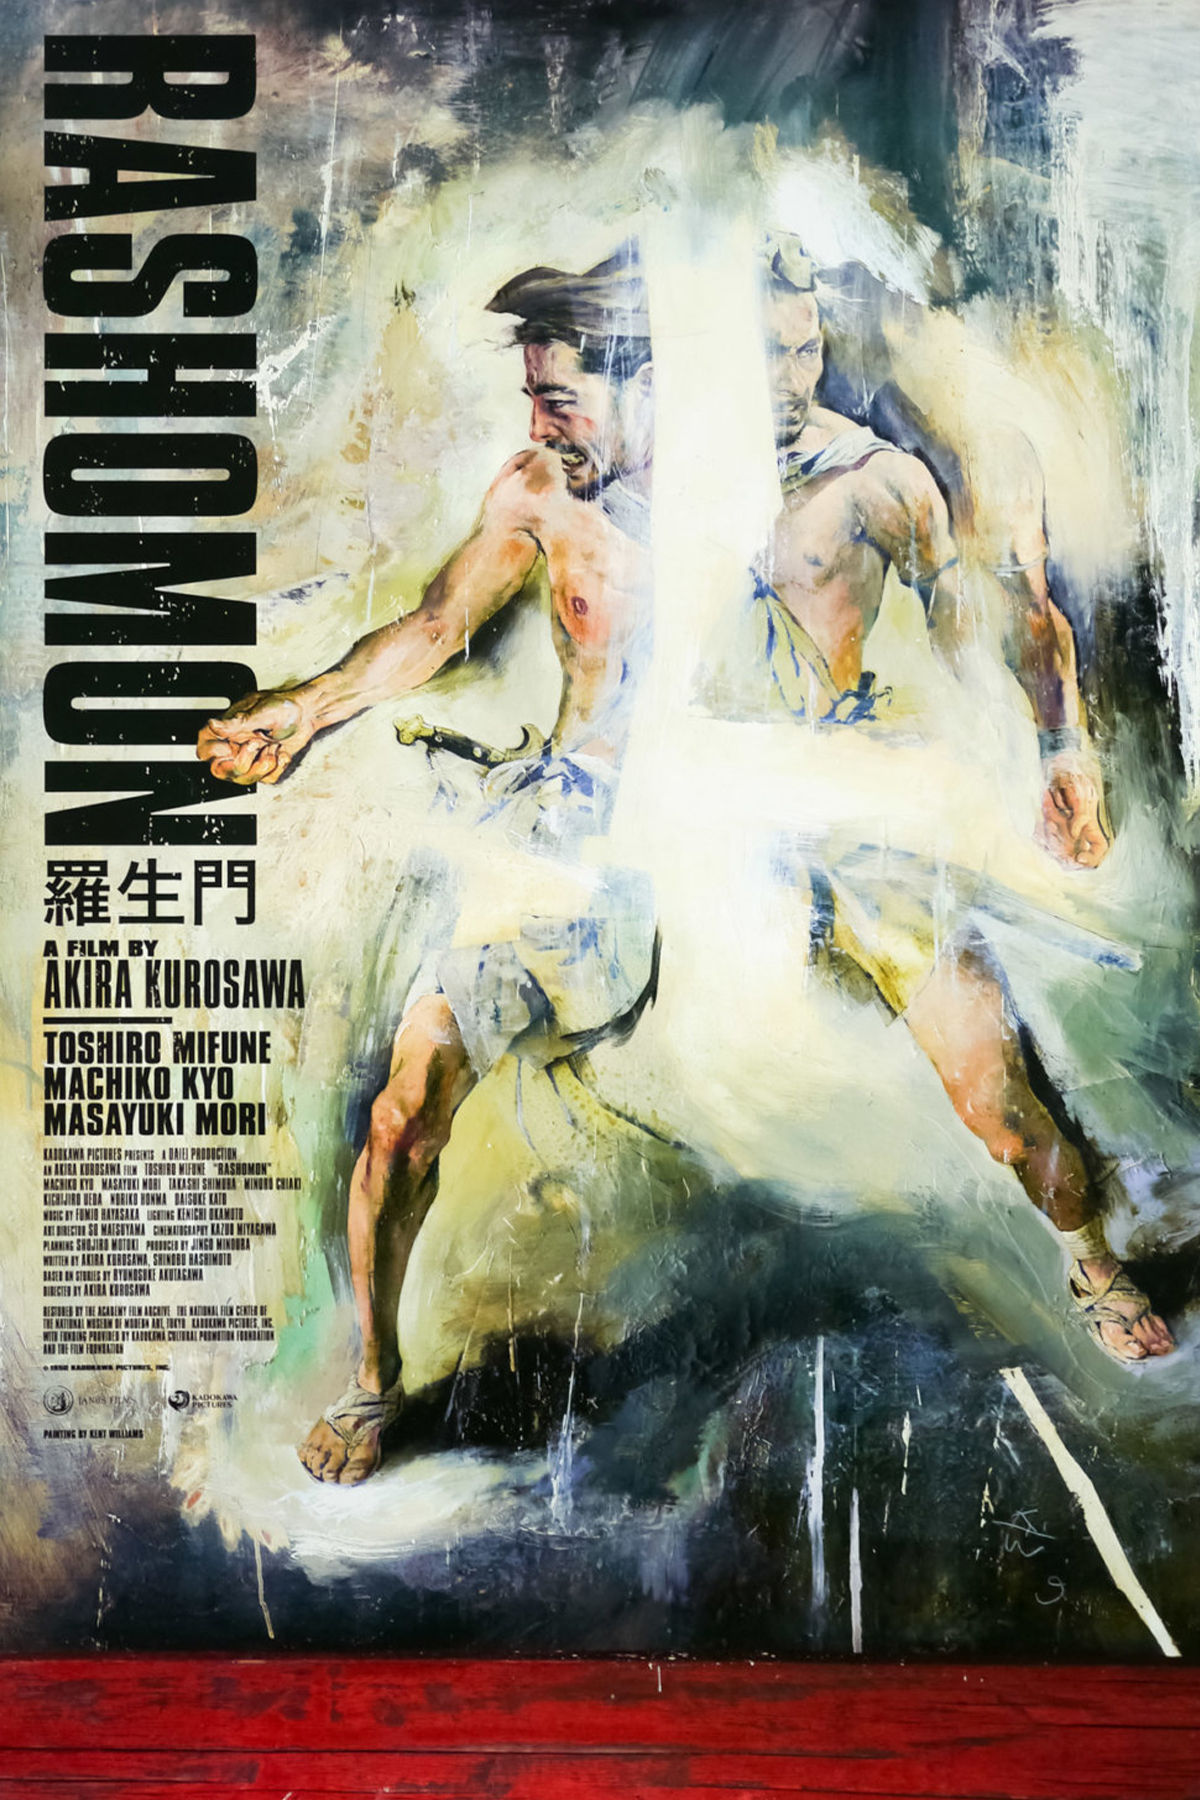 RASHOMON
羅生門
A FILM BY
AKIRA KUROSAWA
TOSHIRO MIFUNE
MACHIKO KYO
MASAYUKI MORI
KADOKAWA PICTURES PRESENTS A DAIEI PRODUCTION
AN AKIRA KUROSAWA FILM TOSHIRO MIFUNE "RASHOMON"
MACHIKO KYO MASAYUKI MORI TAKASHI SHIMURA MINORU CHIAKI
KICHIJIRO UEDA NORIKO HONMA DAISUKE KATO
MUSIC BY FUMIO HAYASAKA LIGHTING KENICHI OKAMOTO
ART DIRECTOR SO MATSUYAMA CINEMATOGRAPHY KAZUO MIYAGAWA
PLANNING SHOJIRO MOTOKI PRODUCED BY JINGO MINOURA
WRITTEN BY AKIRA KUROSAWA, SHINOBU HASHIMOTO
BASED ON STORIES BY RYUNOSUKE AKUTAGAWA
DIRECTED BY AKIRA KUROSAWA
RESTORED BY THE ACADEMY FILM ARCHIVE THE NATIONAL FILM CENTER OF
THE NATIONAL MUSEUM OF MODERN ART, TOKYO KADOKAWA PICTURES, INC.
WITH FUNDING PROVIDED BY KADOKAWA CULTURAL PROMOTION FOUNDATION
AND THE FILM FOUNDATION
© 1950 KADOKAWA PICTURES, INC.
JANUS FILMS
KADOKAWA
PICTURES
PAINTING BY KENT WILLIAMS